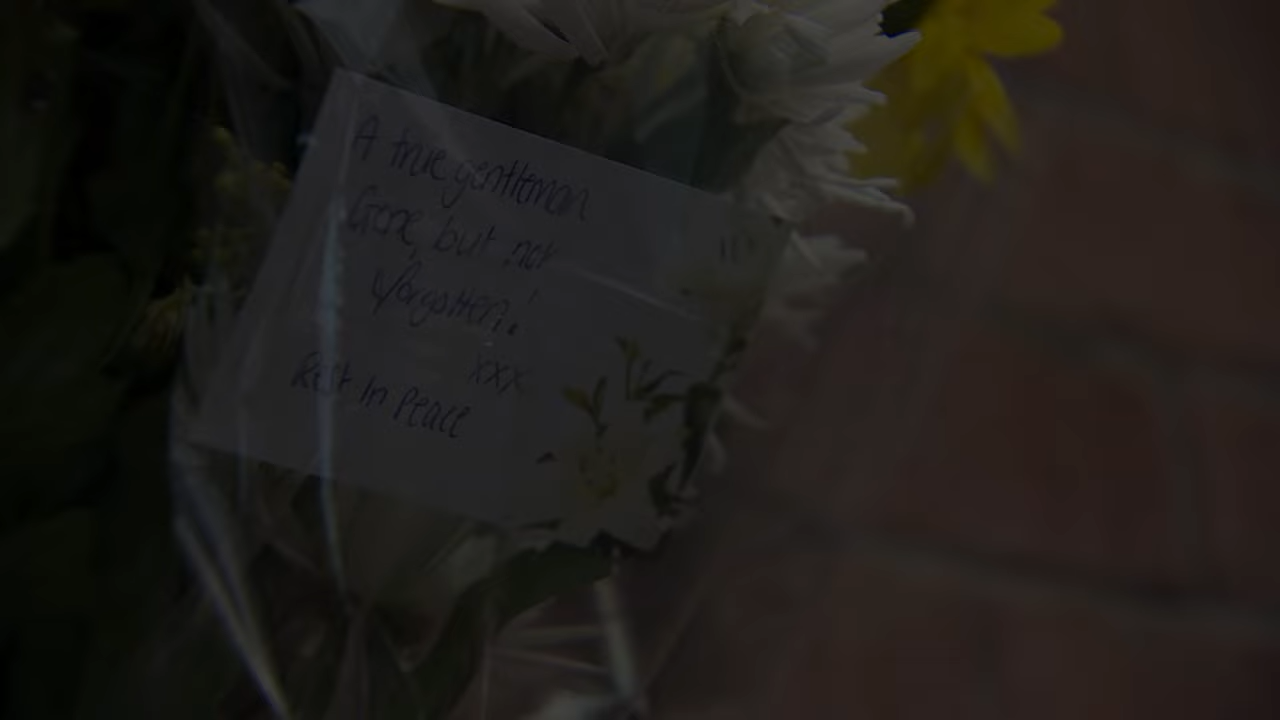 A true gentleman
Gone, but not
forgotten!
xxx
Rest In Peace